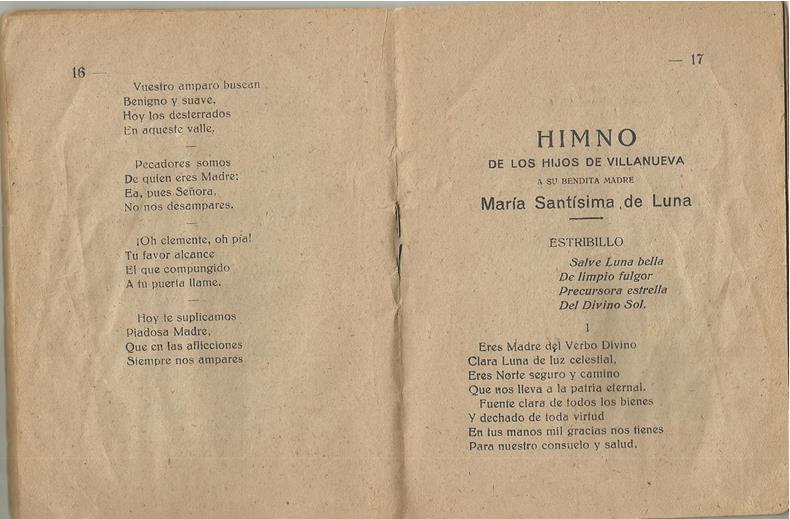 16 —
Vuestro amparo buscan
Benigno y suave,
Hoy los desterrados
En aqueste valle.
—
Pecadores somos
De quien eres Madre;
Ea, pues Señora,
No nos desampares.
—
¡Oh clemente, oh pía!
Tu favor alcance
El que compungido
A tu puerta llame.
—
Hoy te suplicamos
Piadosa Madre,
Que en las aflicciones
Siempre nos ampares
— 17
HIMNO
DE LOS HIJOS DE VILLANUEVA
A SU BENDITA MADRE
María Santísima de Luna
ESTRIBILLO
Salve Luna bella
De limpio fulgor
Precursora estrella
Del Divino Sol.
I
Eres Madre del Verbo Divino
Clara Luna de luz celestial,
Eres Norte seguro y camino
Que nos lleva a la patria eternal.
Fuente clara de todos los bienes
Y dechado de toda virtud
En tus manos mil gracias nos tienes
Para nuestro consuelo y salud.